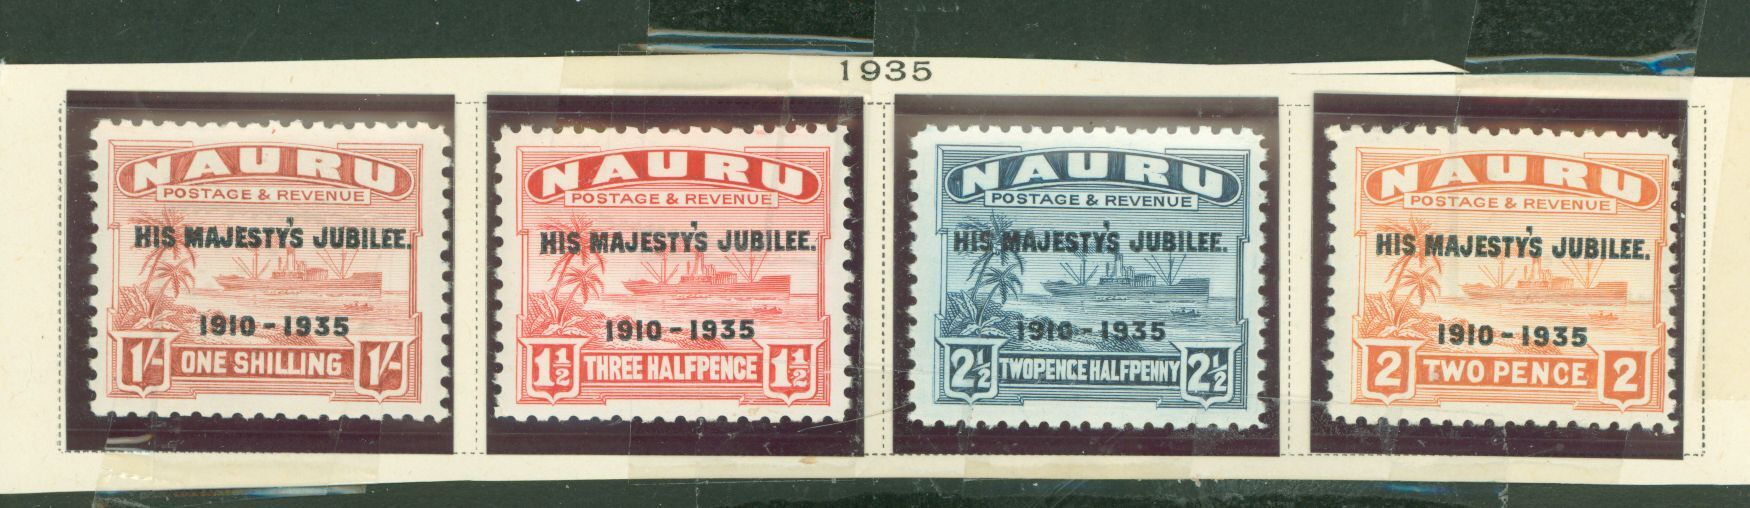 1935
NAURU
POSTAGE & REVENUE
HIS MAJESTY'S JUBILEE.
1910 - 1935
1/- ONE SHILLING 1/-
NAURU
POSTAGE & REVENUE
HIS MAJESTY'S JUBILEE.
1910 - 1935
1½ THREE HALFPENCE 1½
NAURU
POSTAGE & REVENUE
HIS MAJESTY'S JUBILEE.
1910 - 1935
2½ TWOPENCE HALFPENNY 2½
NAURU
POSTAGE & REVENUE
HIS MAJESTY'S JUBILEE.
1910 - 1935
2 TWO PENCE 2